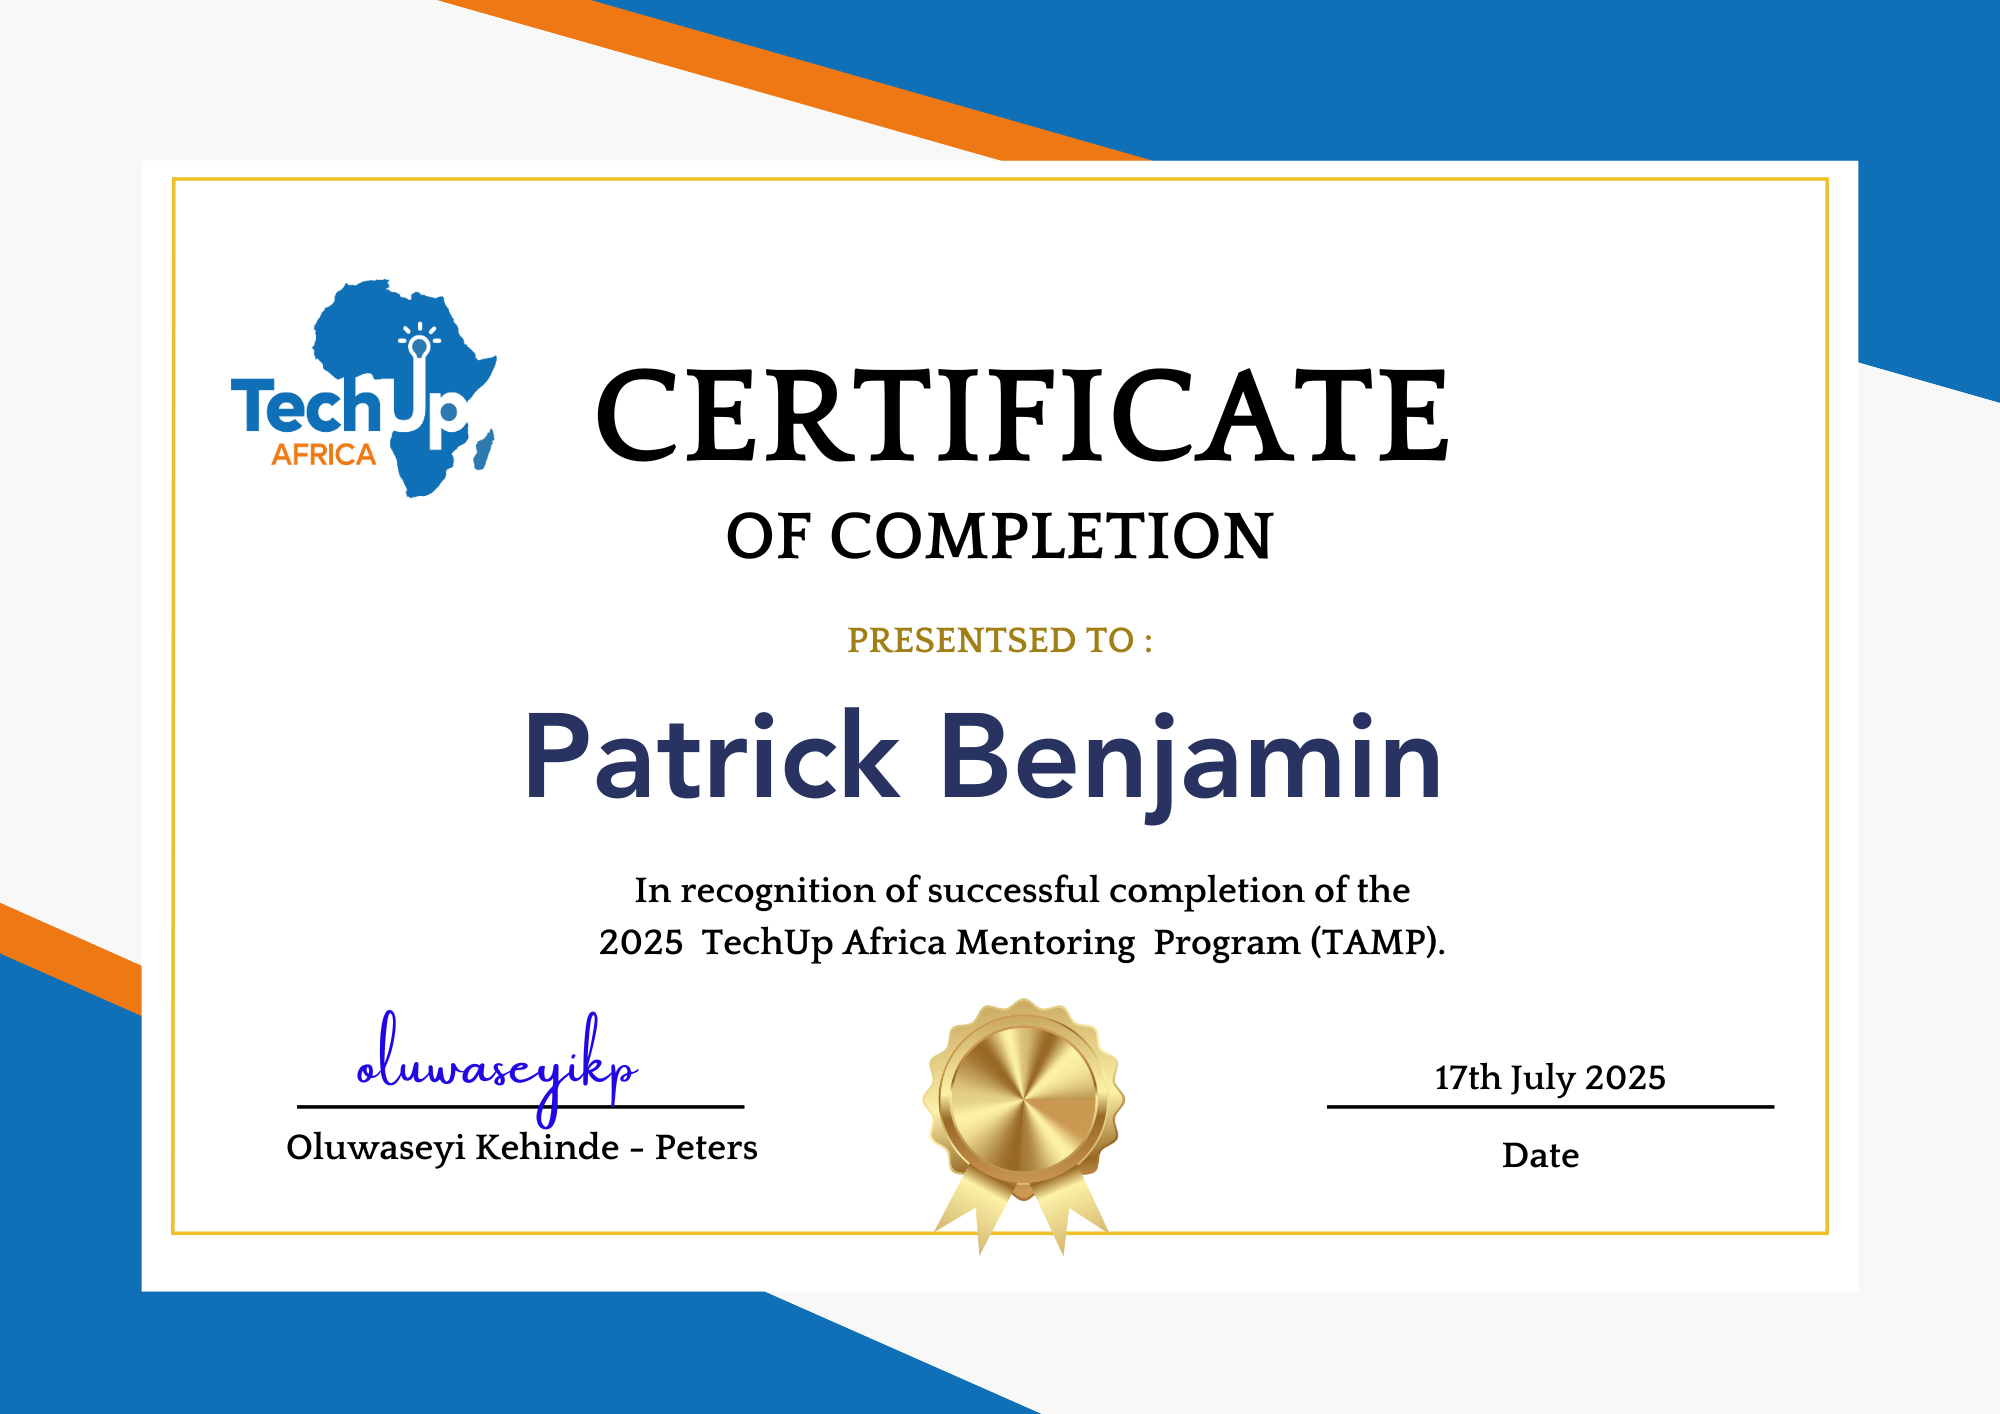 TechUp
AFRICA
CERTIFICATE
OF COMPLETION
PRESENTSED TO :
Patrick Benjamin
In recognition of successful completion of the
2025 TechUp Africa Mentoring Program (TAMP).
oluwaseyikp
Oluwaseyi Kehinde - Peters
17th July 2025
Date